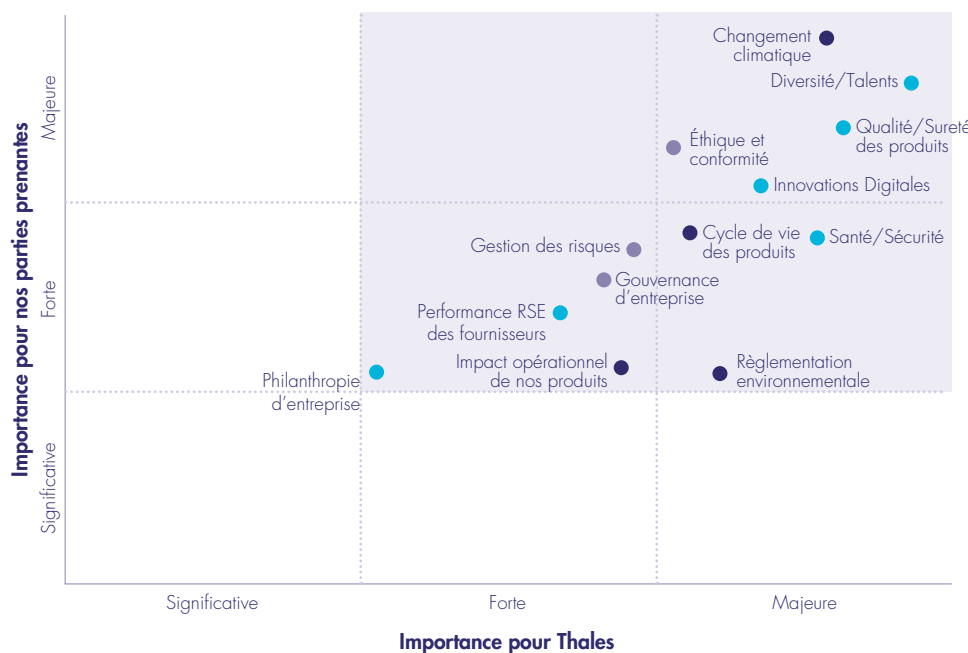 Importance pour nos parties prenantes
Majeure
Forte
Significative
Changement
climatique
Diversité/Talents
Qualité/Sureté
des produits
Éthique et
conformité
Innovations Digitales
Cycle de vie
des produits
Santé/Sécurité
Gestion des risques
Gouvernance
d'entreprise
Performance RSE
des fournisseurs
Impact opérationnel
de nos produits
Règlementation
environnementale
Philanthropie
d'entreprise
Significative
Forte
Majeure
Importance pour Thales